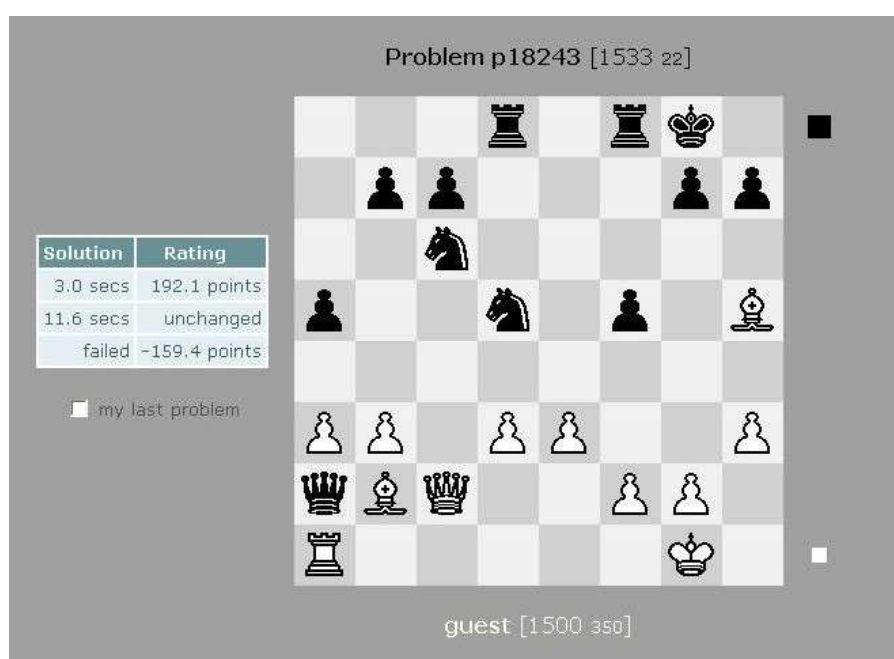 Problem p18243 [1533 22]
Solution Rating
3.0 secs 192.1 points
11.6 secs unchanged
failed -159.4 points
my last problem
guest [1500 350]